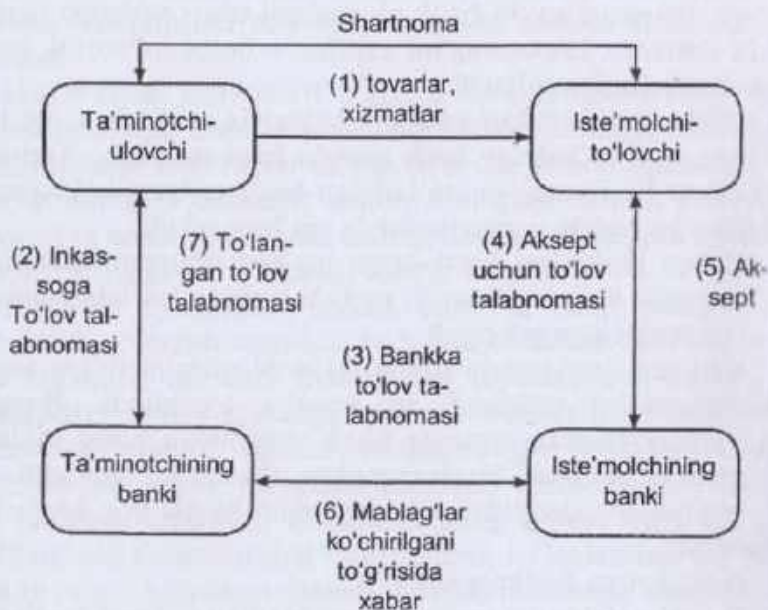 Shartnoma
(1) tovarlar,
xizmatlar
Ta'minotchi-
ulovchi
Iste'molchi-
to'lovchi
(2) Inkas-
soga
To'lov tal-
abnomasi
(7) To'lan-
gan to'lov
talabnomasi
(4) Aksept
uchun to'lov
talabnomasi
(5) Ak-
sept
(3) Bankka
to'lov ta-
labnomasi
Ta'minotchining
banki
Iste'molchining
banki
(6) Mablag'lar
ko'chirilgani
to'g'risida
xabar